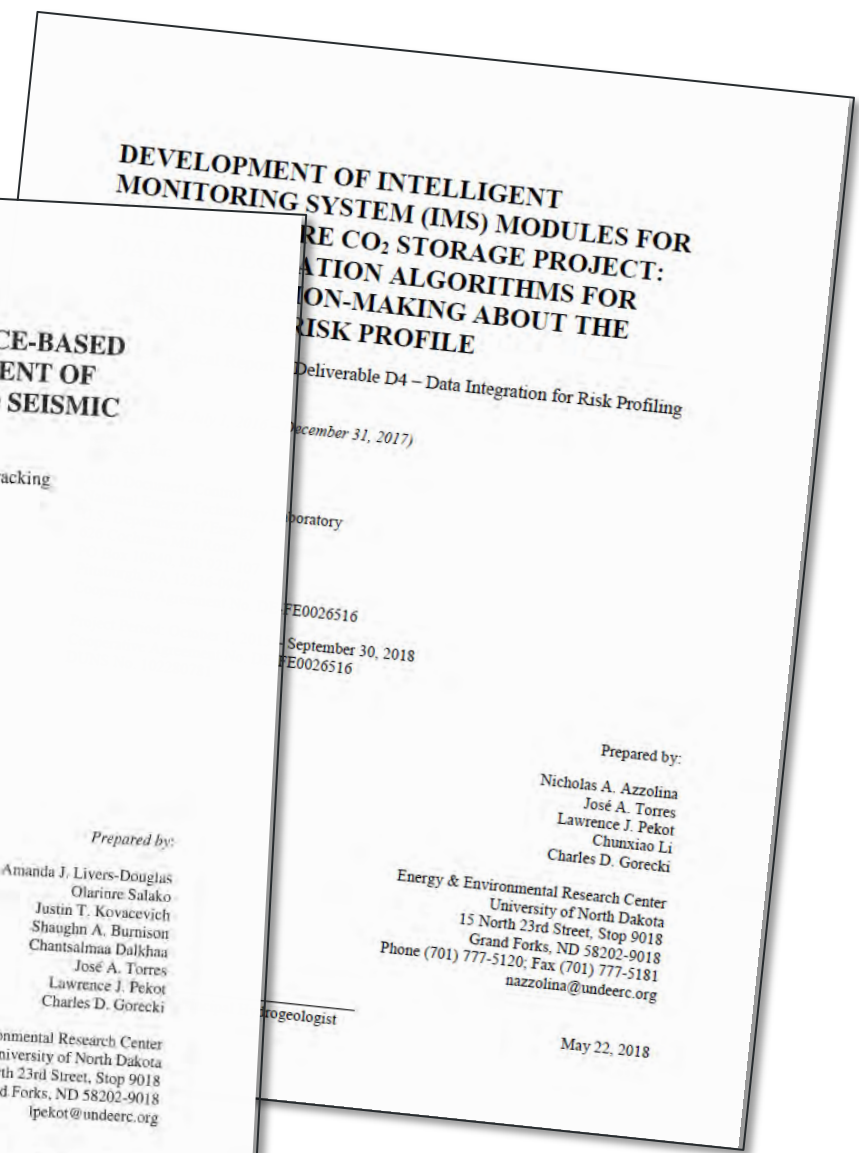 DEVELOPMENT OF INTELLIGENT
MONITORING SYSTEM (IMS) MODULES FOR
RE CO₂ STORAGE PROJECT:
ATION ALGORITHMS FOR
ION-MAKING ABOUT THE
RISK PROFILE
Deliverable D4 – Data Integration for Risk Profiling
ecember 31, 2017)
boratory
FE0026516
- September 30, 2018
FE0026516
Prepared by:
Nicholas A. Azzolina
José A. Torres
Lawrence J. Pekot
Chunxiao Li
Charles D. Gorecki
Energy & Environmental Research Center
University of North Dakota
15 North 23rd Street, Stop 9018
Grand Forks, ND 58202-9018
Phone (701) 777-5120; Fax (701) 777-5181
nazzolina@undeerc.org
drogeologist
May 22, 2018
CE-BASED
ENT OF
SEISMIC
acking
Prepared by:
Amanda J. Livers-Douglas
Olarinre Salako
Justin T. Kovacevich
Shaughn A. Burnison
Chantsalmaa Dalkhaa
José A. Torres
Lawrence J. Pekot
Charles D. Gorecki
onmental Research Center
niversity of North Dakota
th 23rd Street, Stop 9018
d Forks, ND 58202-9018
lpekot@undeerc.org